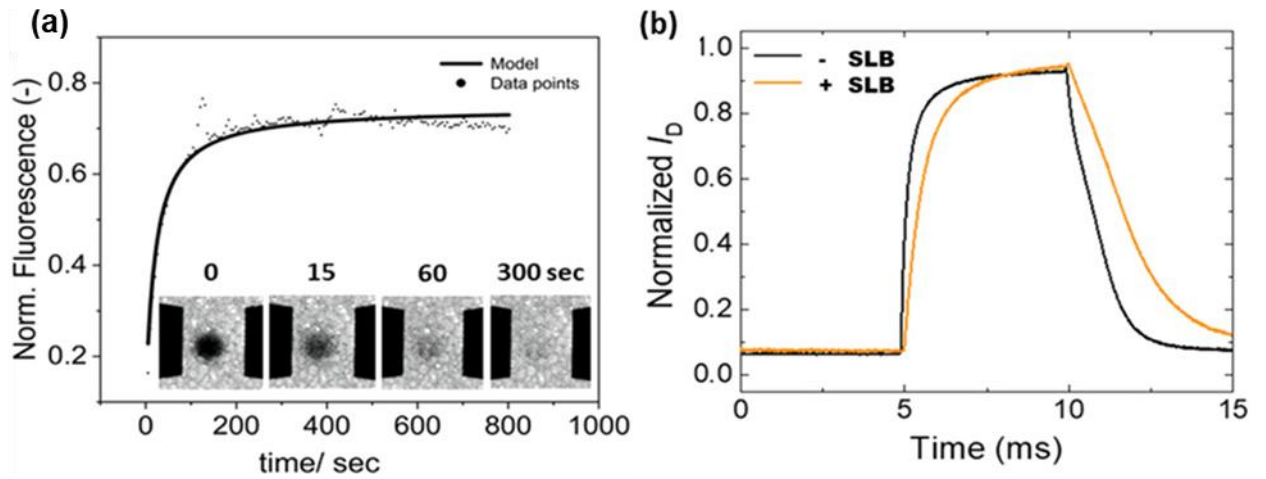 (a)
Norm. Fluorescence (-)
0.8
0.6
0.4
0.2
Model
Data points
0 15 60 300 sec
0 200 400 600 800 1000
time/ sec
(b)
Normalized I_D
1.0
0.8
0.6
0.4
0.2
0.0
- SLB
+ SLB
0 5 10 15
Time (ms)